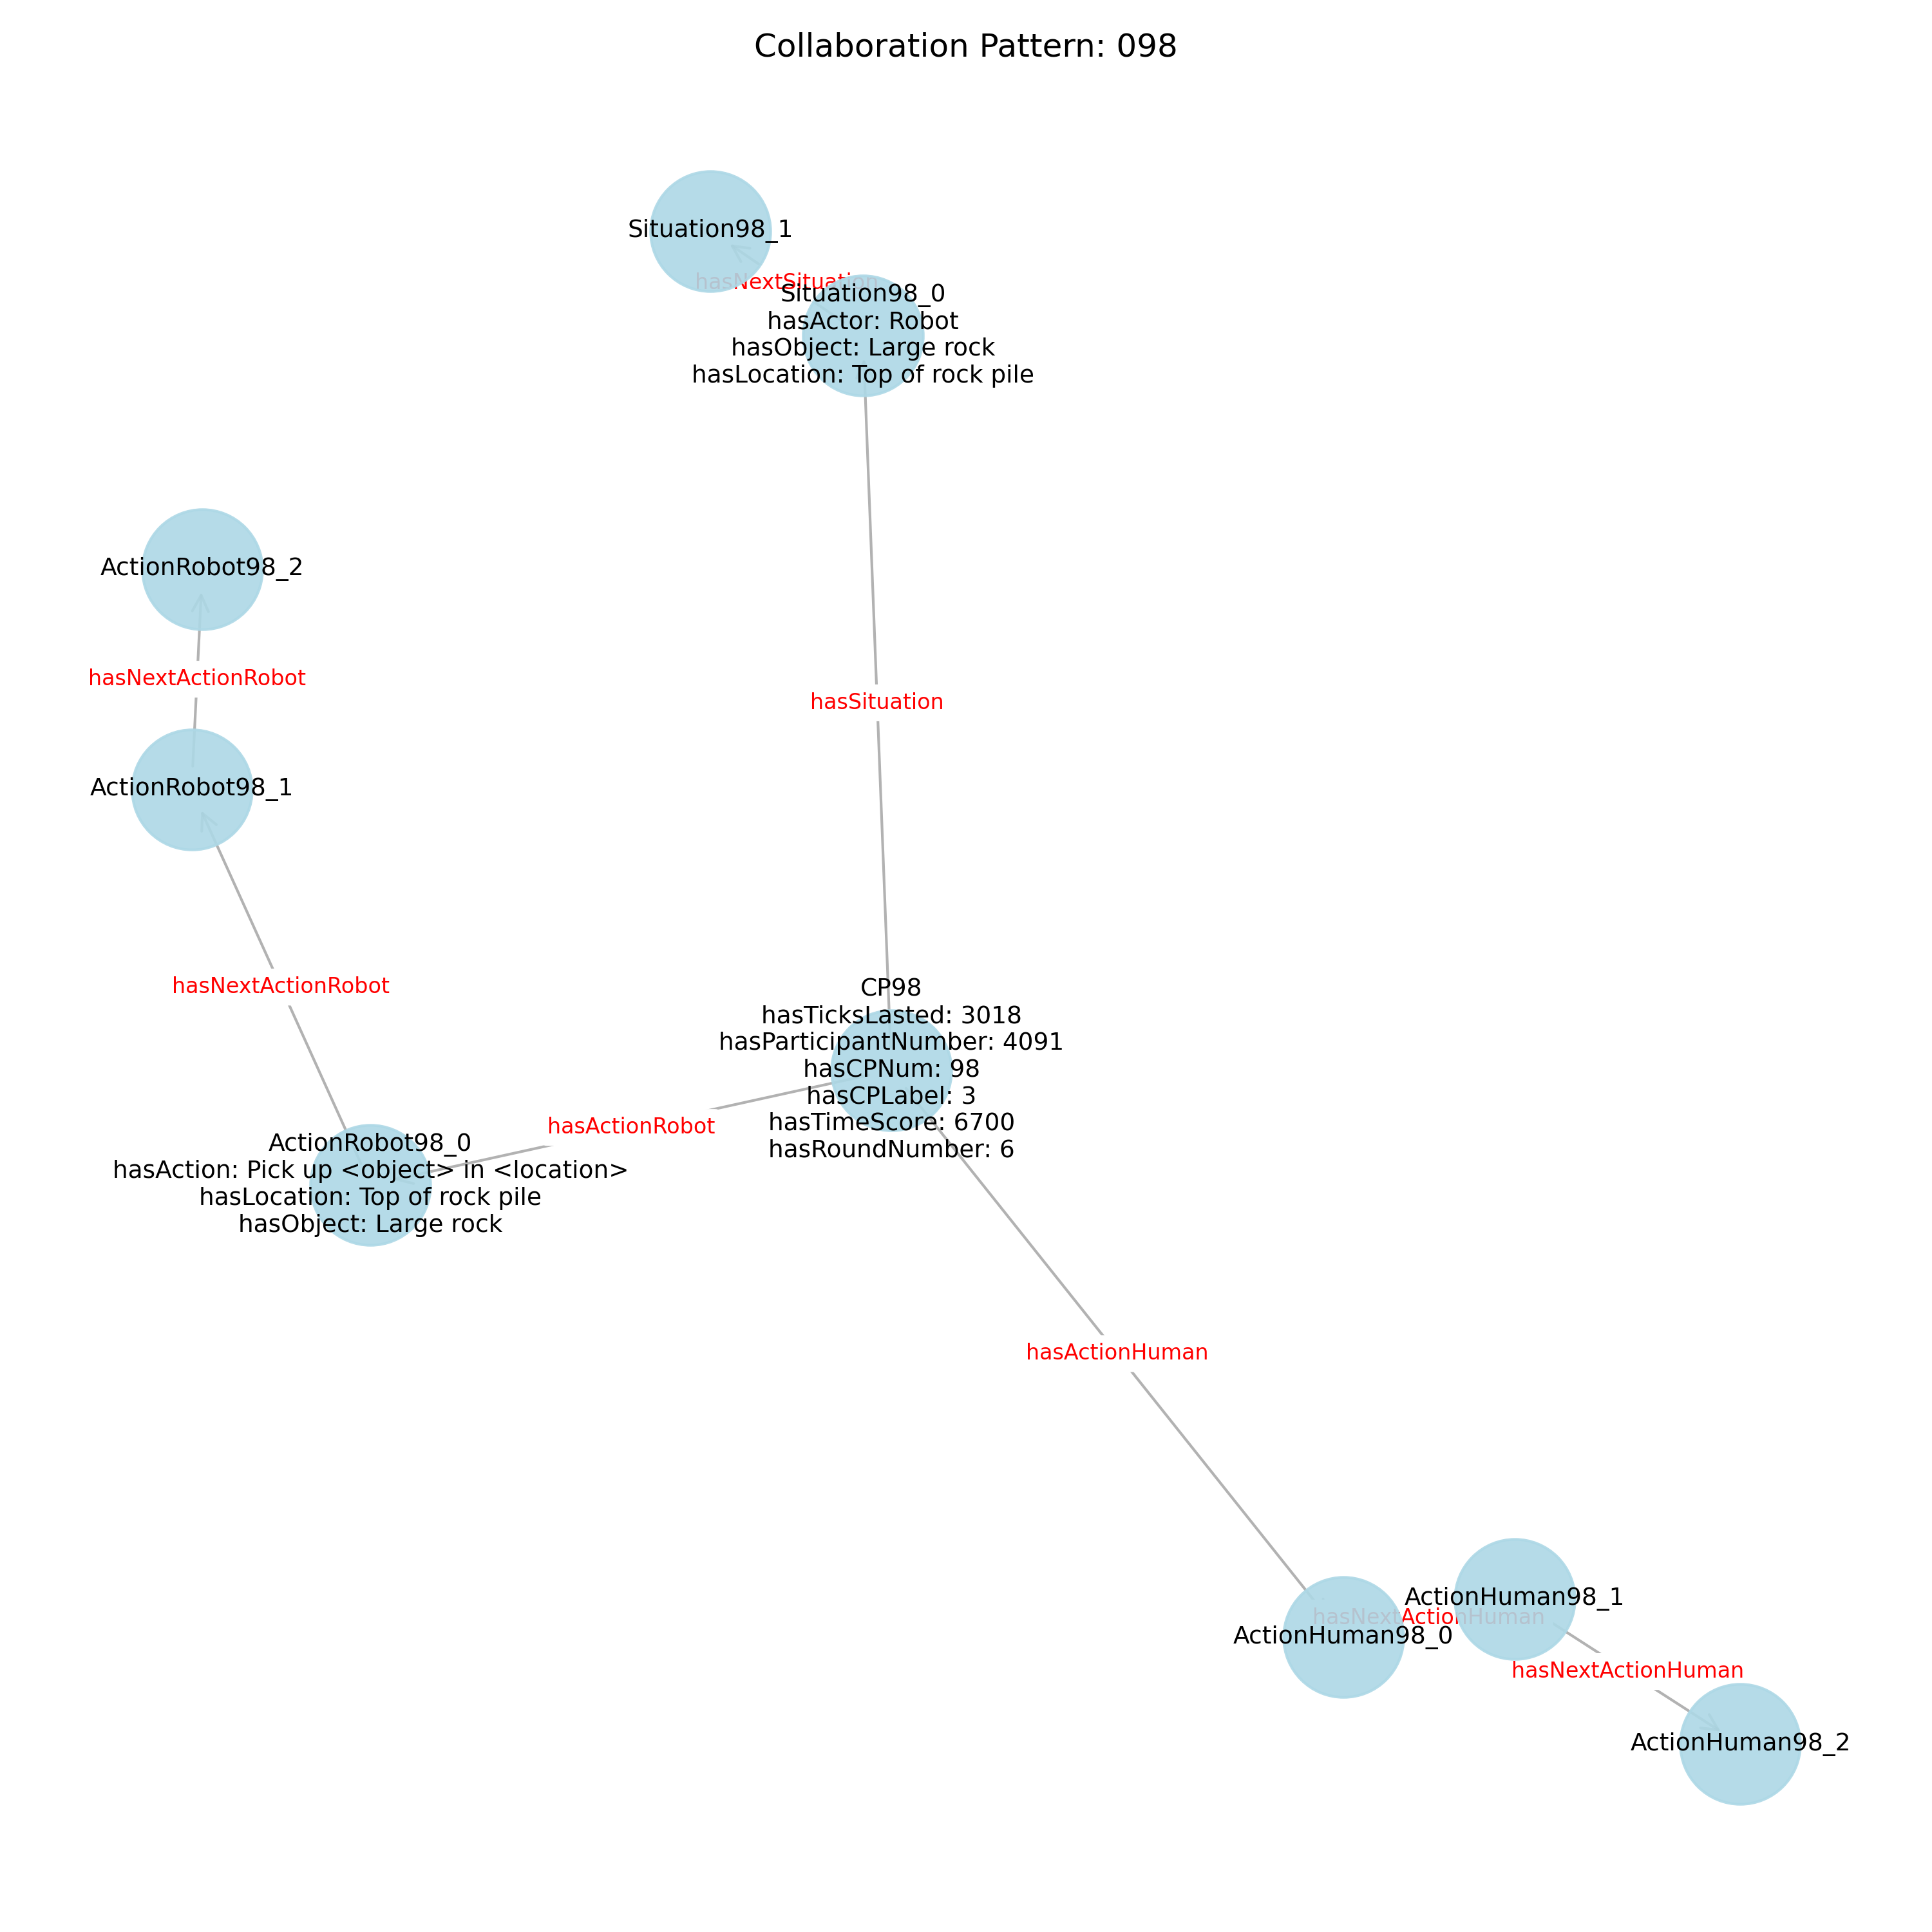 Collaboration Pattern: 098
Situation98_1
hasNextSituation
Situation98_0
hasActor: Robot
hasObject: Large rock
hasLocation: Top of rock pile
ActionRobot98_2
hasNextActionRobot
hasSituation
ActionRobot98_1
hasNextActionRobot
CP98
hasTicksLasted: 3018
hasParticipantNumber: 4091
hasCPNum: 98
hasCPLabel: 3
hasTimeScore: 6700
hasRoundNumber: 6
hasActionRobot
ActionRobot98_0
hasAction: Pick up <object> in <location>
hasLocation: Top of rock pile
hasObject: Large rock
hasActionHuman
ActionHuman98_1
hasNextActionHuman
ActionHuman98_0
hasNextActionHuman
ActionHuman98_2